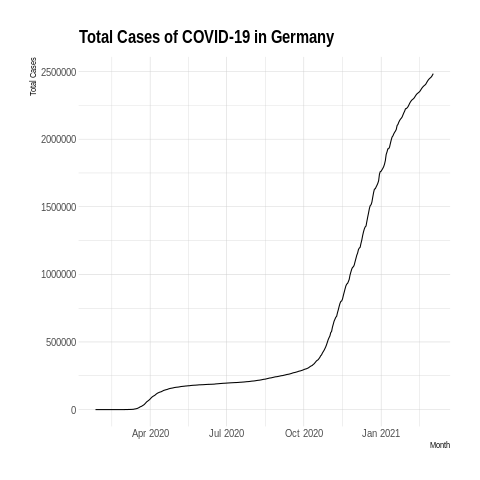 Total Cases of COVID-19 in Germany
Total Cases
2500000
2000000
1500000
1000000
500000
0
Apr 2020 Jul 2020 Oct 2020 Jan 2021
Month